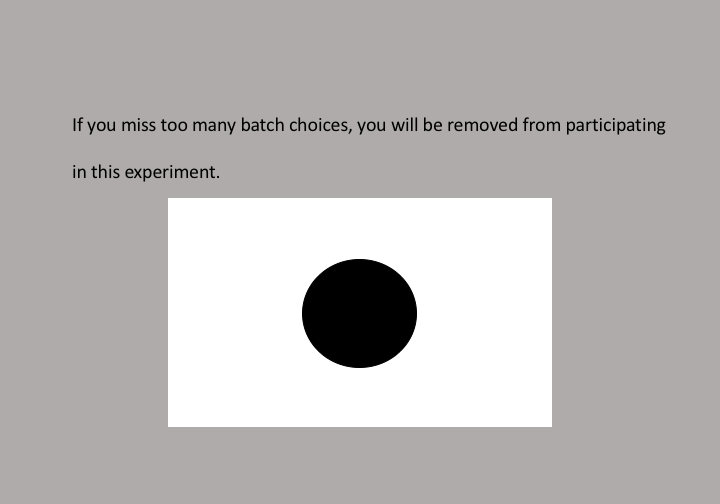 If you miss too many batch choices, you will be removed from participating
in this experiment.